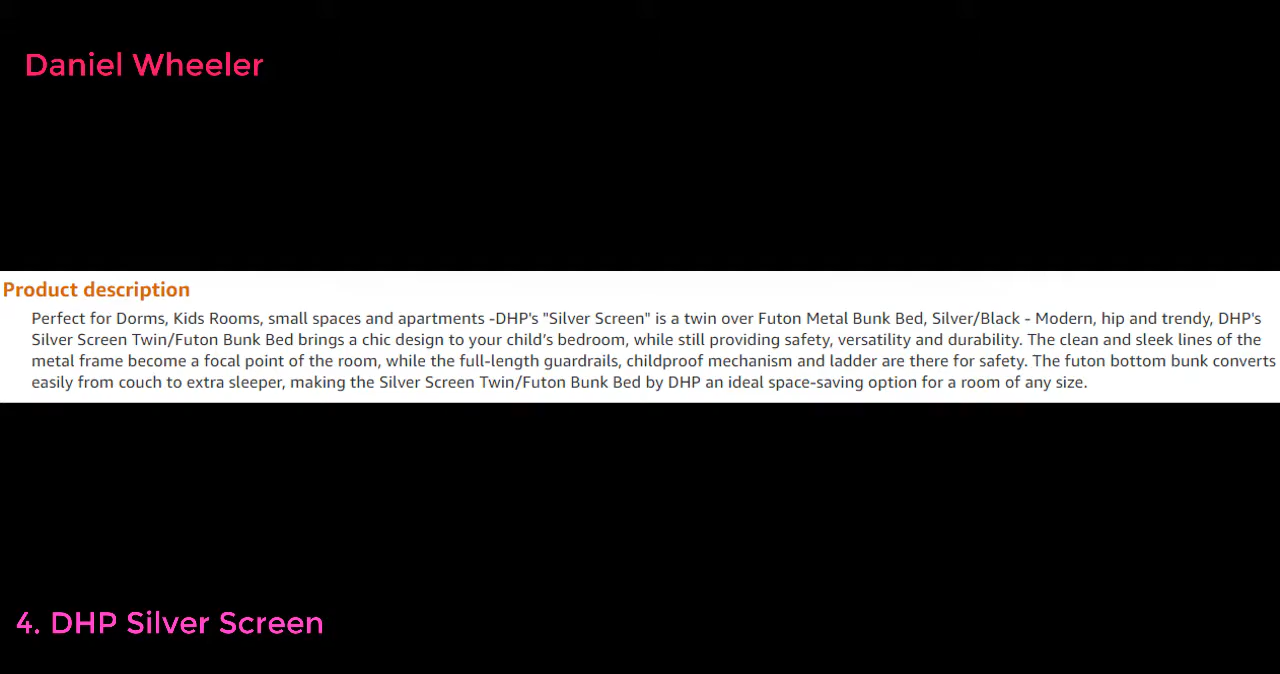 Daniel Wheeler
Product description
Perfect for Dorms, Kids Rooms, small spaces and apartments -DHP's "Silver Screen" is a twin over Futon Metal Bunk Bed, Silver/Black - Modern, hip and trendy, DHP's
Silver Screen Twin/Futon Bunk Bed brings a chic design to your child’s bedroom, while still providing safety, versatility and durability. The clean and sleek lines of the
metal frame become a focal point of the room, while the full-length guardrails, childproof mechanism and ladder are there for safety. The futon bottom bunk converts
easily from couch to extra sleeper, making the Silver Screen Twin/Futon Bunk Bed by DHP an ideal space-saving option for a room of any size.
4. DHP Silver Screen